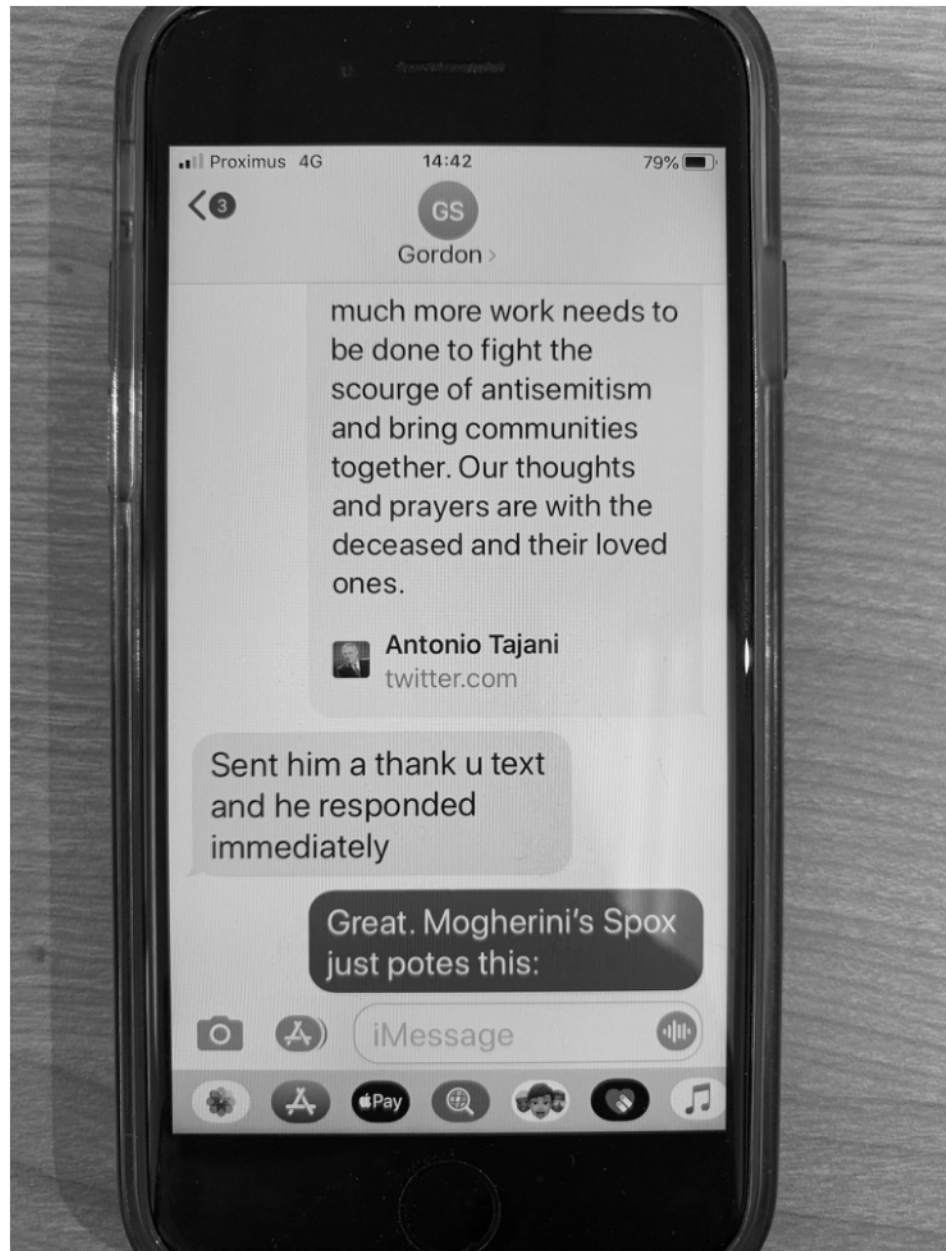 Proximus 4G 14:42 79%
3
GS
Gordon
much more work needs to
be done to fight the
scourge of antisemitism
and bring communities
together. Our thoughts
and prayers are with the
deceased and their loved
ones.
Antonio Tajani
twitter.com
Sent him a thank u text
and he responded
immediately
Great. Mogherini's Spox
just potes this:
iMessage
Pay